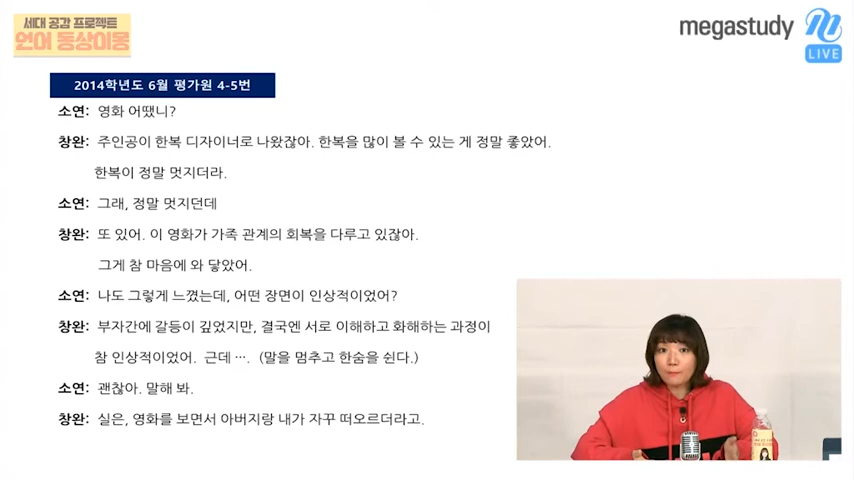 세대 공감 프로젝트
언어 동상이몽
megastudy
LIVE
2014학년도 6월 평가원 4-5번
소연: 영화 어땠니?
창완: 주인공이 한복 디자이너로 나왔잖아. 한복을 많이 볼 수 있는 게 정말 좋았어.
한복이 정말 멋지더라.
소연: 그래, 정말 멋지던데
창완: 또 있어. 이 영화가 가족 관계의 회복을 다루고 있잖아.
그게 참 마음에 와 닿았어.
소연: 나도 그렇게 느꼈는데, 어떤 장면이 인상적이었어?
창완: 부자간에 갈등이 깊었지만, 결국엔 서로 이해하고 화해하는 과정이
참 인상적이었어. 근데 …. (말을 멈추고 한숨을 쉰다.)
소연: 괜찮아. 말해 봐.
창완: 실은, 영화를 보면서 아버지랑 내가 자꾸 떠오르더라고.